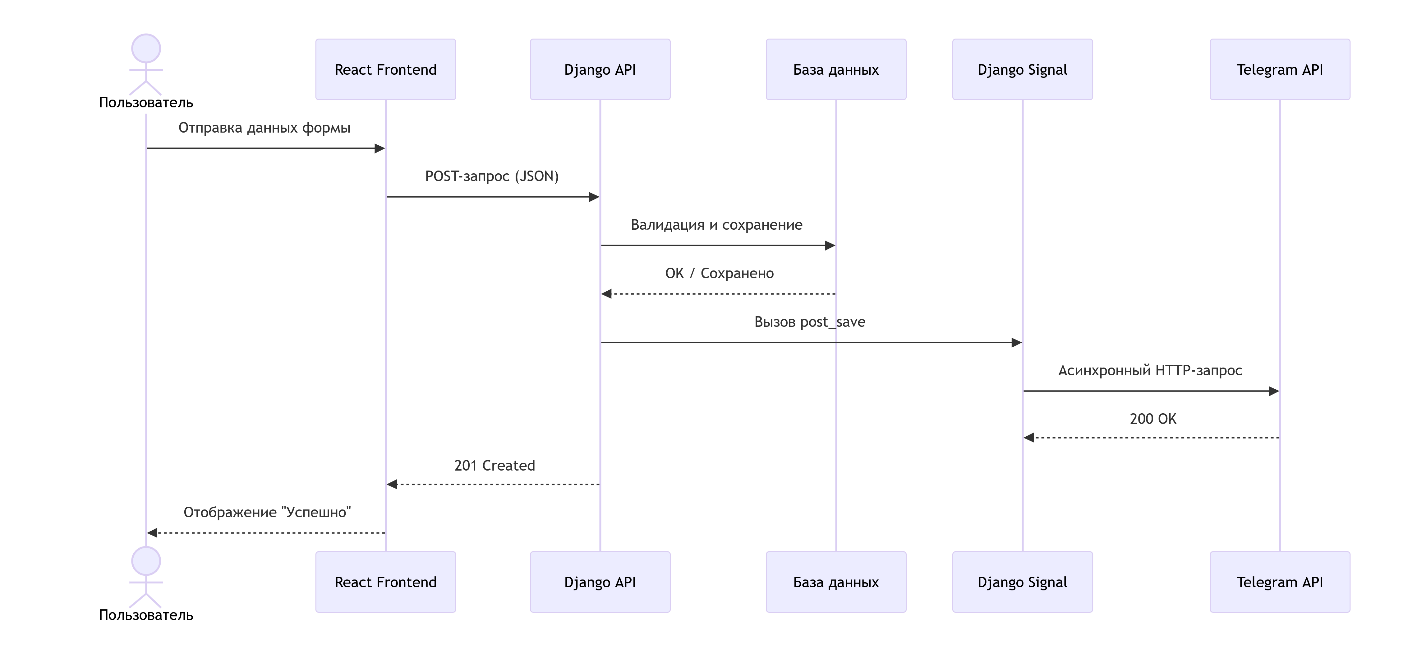 React Frontend
Django API
База данных
Django Signal
Telegram API
Пользователь
Отправка данных формы
POST-запрос (JSON)
Валидация и сохранение
OK / Сохранено
Вызов post_save
Асинхронный HTTP-запрос
200 OK
201 Created
Отображение "Успешно"
React Frontend
Django API
База данных
Django Signal
Telegram API
Пользователь